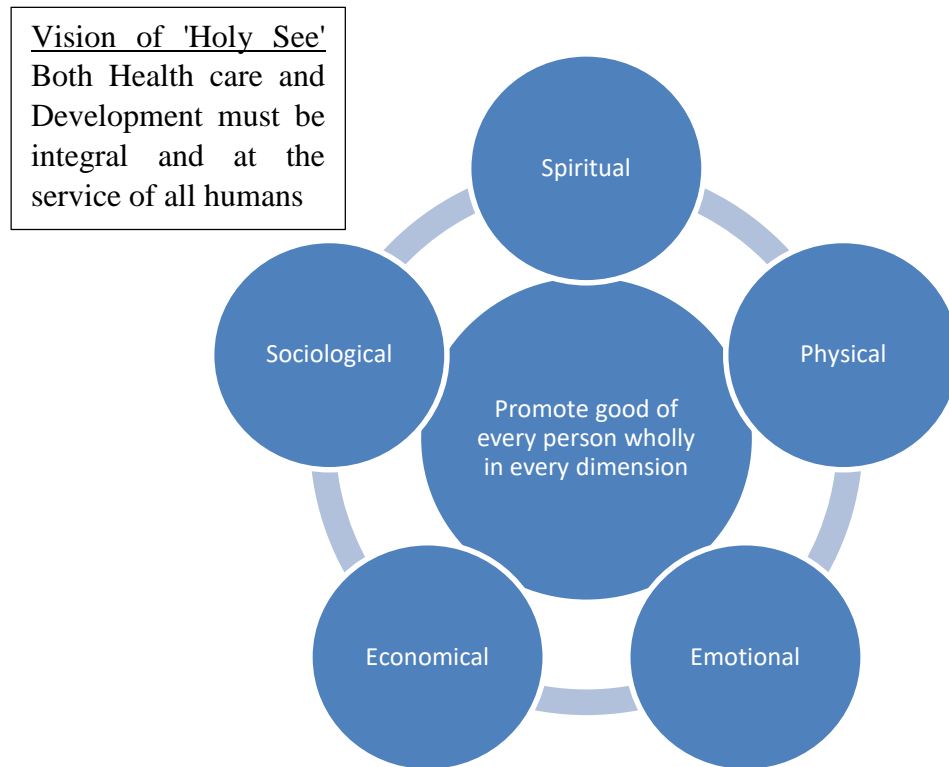 Vision of 'Holy See'
Both Health care and
Development must be
integral and at the
service of all humans
Spiritual
Sociological
Physical
Promote good of
every person wholly
in every dimension
Economical
Emotional